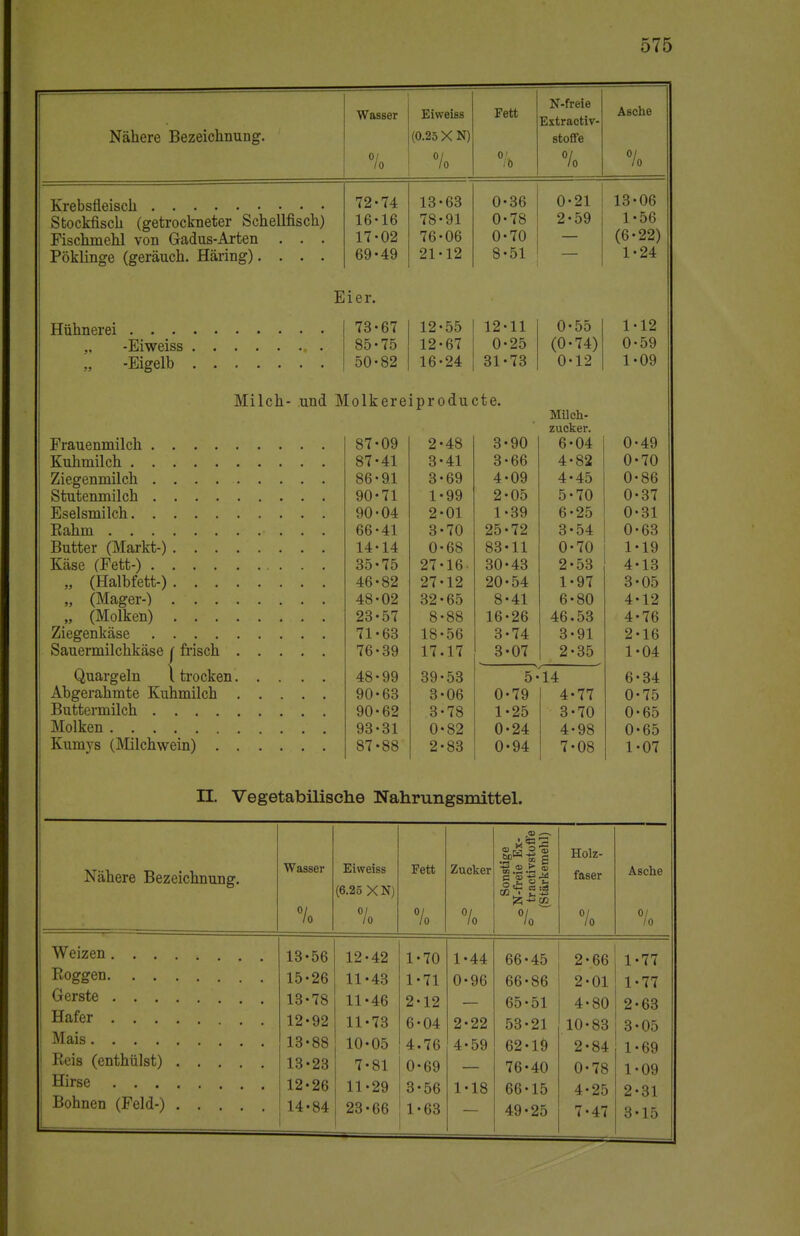 575
Nähere Bezeichnung. Wasser % Eiweiss (0.25 X N) % Fett % N-freie Extractiv-stoffe % Asche %
Krebsfleisch . . . . . . . . . 72·74 13·63 0·36 0·21 13·06
Stockfisch (getrockneter Schellfisch) 16·16 78·91 0·78 2·59 1·56
Fischmehl von Gadus-Arten . . . 17·02 76·06 0·70 — (6·22)
Pöklinge (geräuch. Häring) . . . . 69·49 21·12 8·51 — 1·24
Eier.
Hühnerei . . . . . . . . . . 73·67 12·55 12·11 0·55 1·12
„ -Eiweiss . . . . . . . . 85·75 12·67 0·25 (0·74) 0·59
„ -Eigelb . . . . . . . 50·82 16·24 31·73 0·12 1·09
Milch- und Molkereiproducte.
Milch-
zucker.
Frauenmilch . . . . . . . . . 87·09 2·48 3·90 6·04 0·49
Kuhmilch . . . . . . . . . . 87·41 3·41 3·66 4·82 0·70
Ziegenmilch . . . . . . . . . 86·91 3·69 4·09 4·45 0·86
Stutenmilch . . . . . . . . . 90·71 1·99 2·05 5·70 0·37
Eselsmilch. . . . . . . . . . 90·04 2·01 1·39 6·25 0·31
Rahm . . . . . . . . . . . 66·41 3·70 25·72 3·54 0·63
Butter (Markt-) . . . . . . . . 14·14 0·68 83·11 0·70 1·19
Käse (Fett-) . . . . . . . . . 35·75 27·16 30·43 2·53 4·13
„ (Halbfett-) . . . . . . . . 46·82 27·12 20·54 1·97 3·05
„ (Mager-) . . . . . . . . 48·02 32·65 8·41 6·80 4·12
„ (Molken) . . . . . . . . 23·57 8·88 16·26 46.53 4·76
Ziegenkäse . . . . . . . . . 71·63 18·56 3·74 3·91 2·16
Sauermilchkäse { frisch . . . . . 76·39 17.17 3·07 2·35 1·04
Quargeln { trocken. . . . . . 48·99 39·53 5·14 6·34
Abgerahmte Kuhmilch . . . . . 90·63 3·06 0·79 4·77 0·75
Buttermilch . . . . . . . . . 90·62 3·78 1·25 3·70 0·65
Molken . . . . . . . . . . . 93·31 0·82 0·24 4·98 0·65
Kumys (Milchwein) . . . . . . 87·88 2·83 0·94 7·08 1·07
II. Vegetabilische Nahrungsmittel.
Nähere Bezeichnung. Wasser % Eiweiss (6.25 X N) % Fett % Zucker % Sonstige N-freie Ex-tractivstoffe (Stärkemehl) % Holz-faser % Asche %
Weizen . . . . . . . . 13·56 12·42 1·70 1·44 66·45 2·66 1·77
Roggen. . . . . . . . 15·26 11·43 1·71 0·96 66·86 2·01 1·77
Gerste . . . . . . . . 13·78 11·46 2·12 — 65·51 4·80 2·63
Hafer . . . . . . . . 12·92 11·73 6·04 2·22 53·21 10·83 3·05
Mais . . . . . . . . . 13·88 10·05 4.76 4·59 62·19 2·84 1·69
Reis (enthülst) . . . . . 13·23 7·81 0·69 — 76·40 0·78 1·09
Hirse . . . . . . . . 12·26 11·29 3·56 1·18 66·15 4·25 2·31
Bohnen (Feld-) . . . . . 14·84 23·66 1·63 — 49·25 7·47 3·15